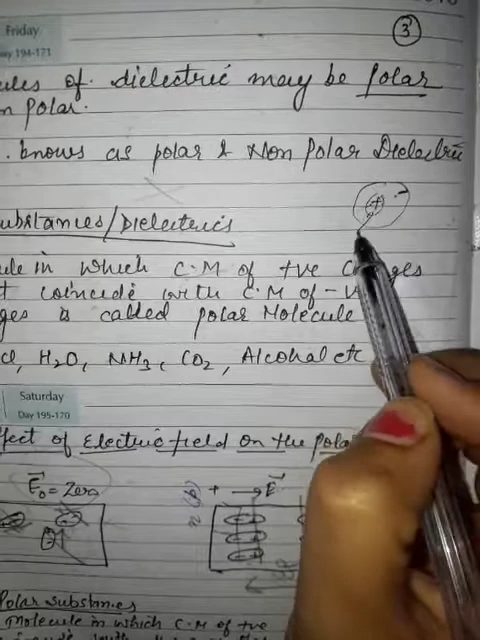 Friday
Day 194-171
3
ules of dielectric may be polar
n polar.
. knows as polar & Non Polar Dielectric
ubstances/Dielectrics
ule in which C.M of +ve
t coincide with C.M of -v
ges is called polar Molecule
cl, H2O, NH3, CO2, Alcohal etc
Saturday
Day 195-170
ffect of Electric field on the pola
E0 = Zero
+ → E
Polar substances
Molecule in which C.M of +ve